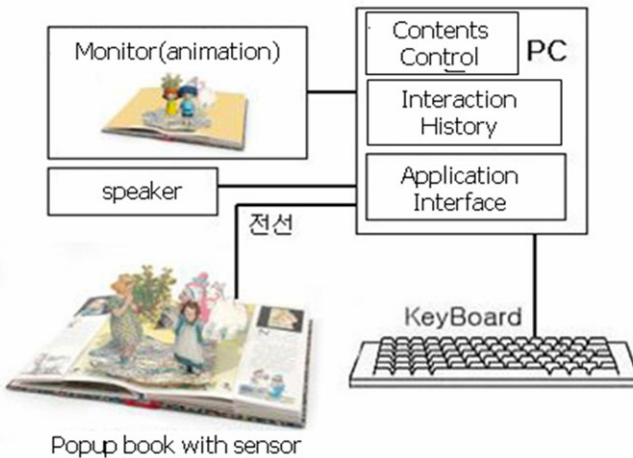 Monitor(animation)
Contents
Control
PC
Interaction
History
speaker
Application
Interface
전선
KeyBoard
Popup book with sensor